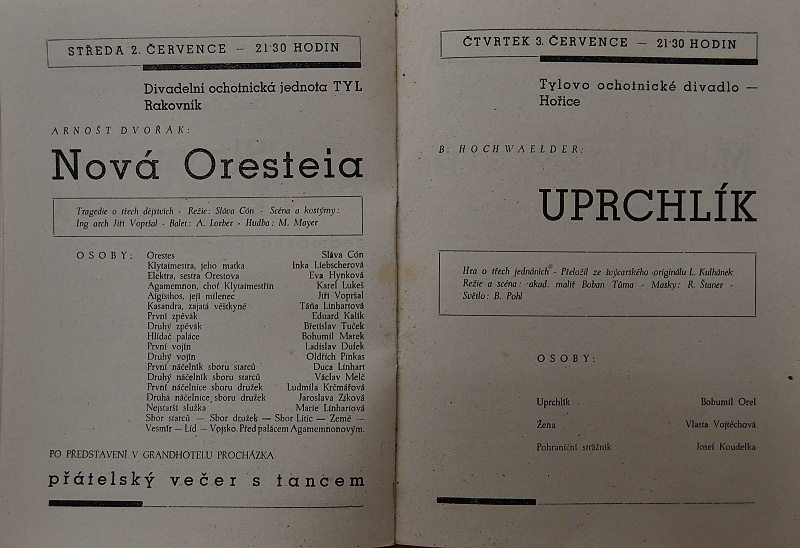 STŘEDA 2. ČERVENCE — 21·30 HODIN
Divadelní ochotnická jednota TYL
Rakovník
ARNOŠT DVOŘÁK:
Nová Oresteia
Tragedie o třech dějstvích · Režie: Sláva Cón · Scéna a kostýmy:
Ing arch Jiří Vopršal · Balet: A. Lorber · Hudba: M. Mayer
OSOBY:
Orestes Sláva Cón
Klytaimestra, jeho matka Inka Liebscherová
Elektra, sestra Orestova Eva Hynková
Agamemnon, choť Klytaimestřin Karel Lukeš
Aigisthos, její milenec Jiří Vopršal
Kasandra, zajatá věštkyně Táňa Linhartová
První zpěvák Eduard Kalík
Druhý zpěvák Břetislav Tuček
Hlídač paláce Bohumil Marek
První vojín Ladislav Dufek
Druhý vojín Oldřich Pinkas
První náčelník sboru starců Duca Linhart
Druhý náčelník sboru starců Václav Melč
První náčelnice sboru družek Ludmila Krčmářová
Druhá náčelnice sboru družek Jaroslava Ziková
Nejstarší služka Marie Linhartová
Sbor starců — Sbor družek — Sbor Litic — Země —
Vesmír — Lid — Vojsko. Před palácem Agamemnonovým.
PO PŘEDSTAVENÍ V GRANDHOTELU PROCHÁZKA
přátelský večer s tancem
ČTVRTEK 3. ČERVENCE — 21·30 HODIN
Tylovo ochotnické divadlo —
Hořice
B. HOCHWAELDER:
UPRCHLÍK
Hra o třech jednáních · Přeložil ze švýcarského originálu L. Kulhánek
Režie a scéna: akad. malíř Boban Tůma · Masky: R. Štaner ·
Světlo: B. Pohl
OSOBY:
Uprchlík Bohumil Orel
Žena Vlasta Vojtěchová
Pohraniční strážník Josef Koudelka